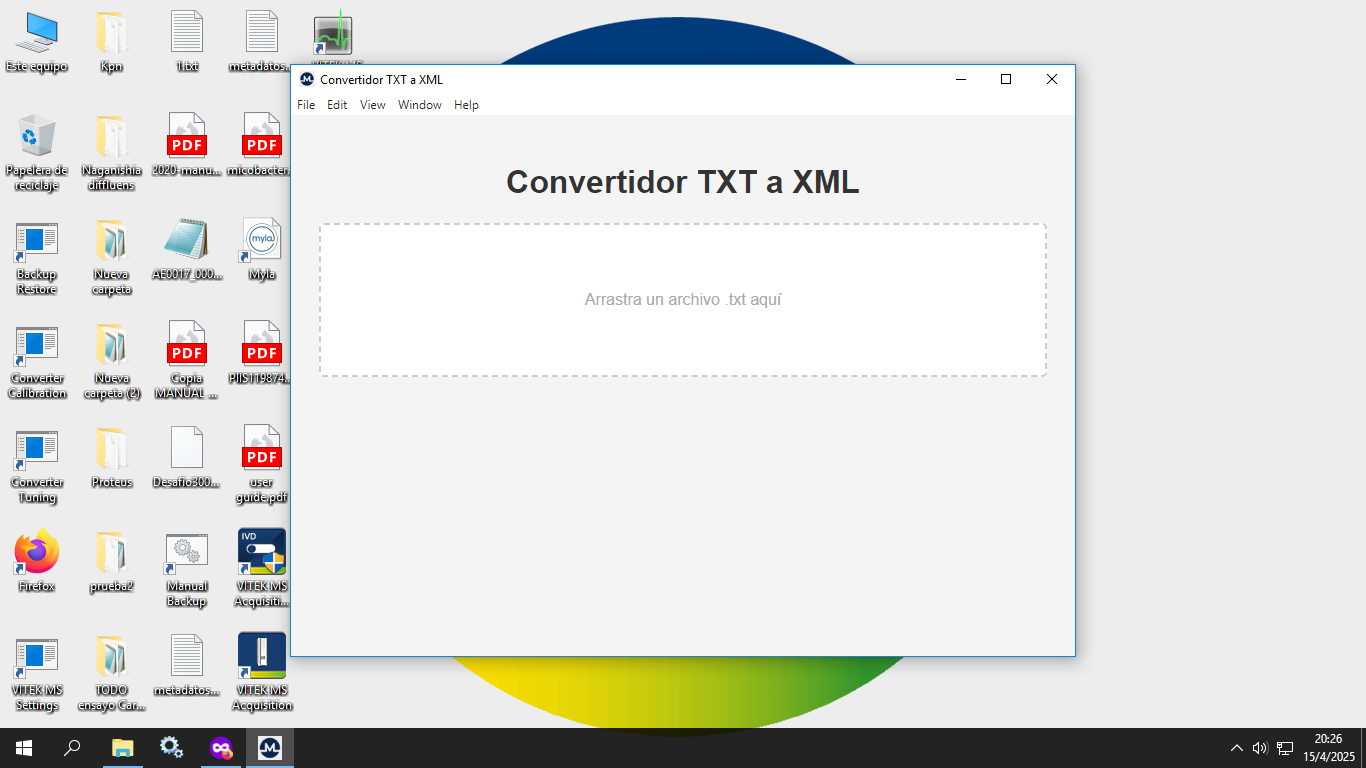 Este equipo
Kpn
1.txt
metadatos...
Papelera de
reciclaje
Naganishia
diffluens
PDF
2020-manu...
PDF
micobacter...
Backup
Restore
Nueva
carpeta
AE0017_000...
myla
Myla
Converter
Calibration
Nueva
carpeta (2)
PDF
Copia
MANUAL ...
PDF
PIIS119874...
Converter
Tuning
Proteus
Desafio300...
PDF
user
guide.pdf
Firefox
prueba2
Manual
Backup
IVD
VITEK MS
Acquisiti...
VITEK MS
Settings
TODO
ensayo Car...
metadatos...
VITEK MS
Acquisition
Convertidor TXT a XML
File Edit View Window Help
Convertidor TXT a XML
Arrastra un archivo .txt aquí
20:26
15/4/2025